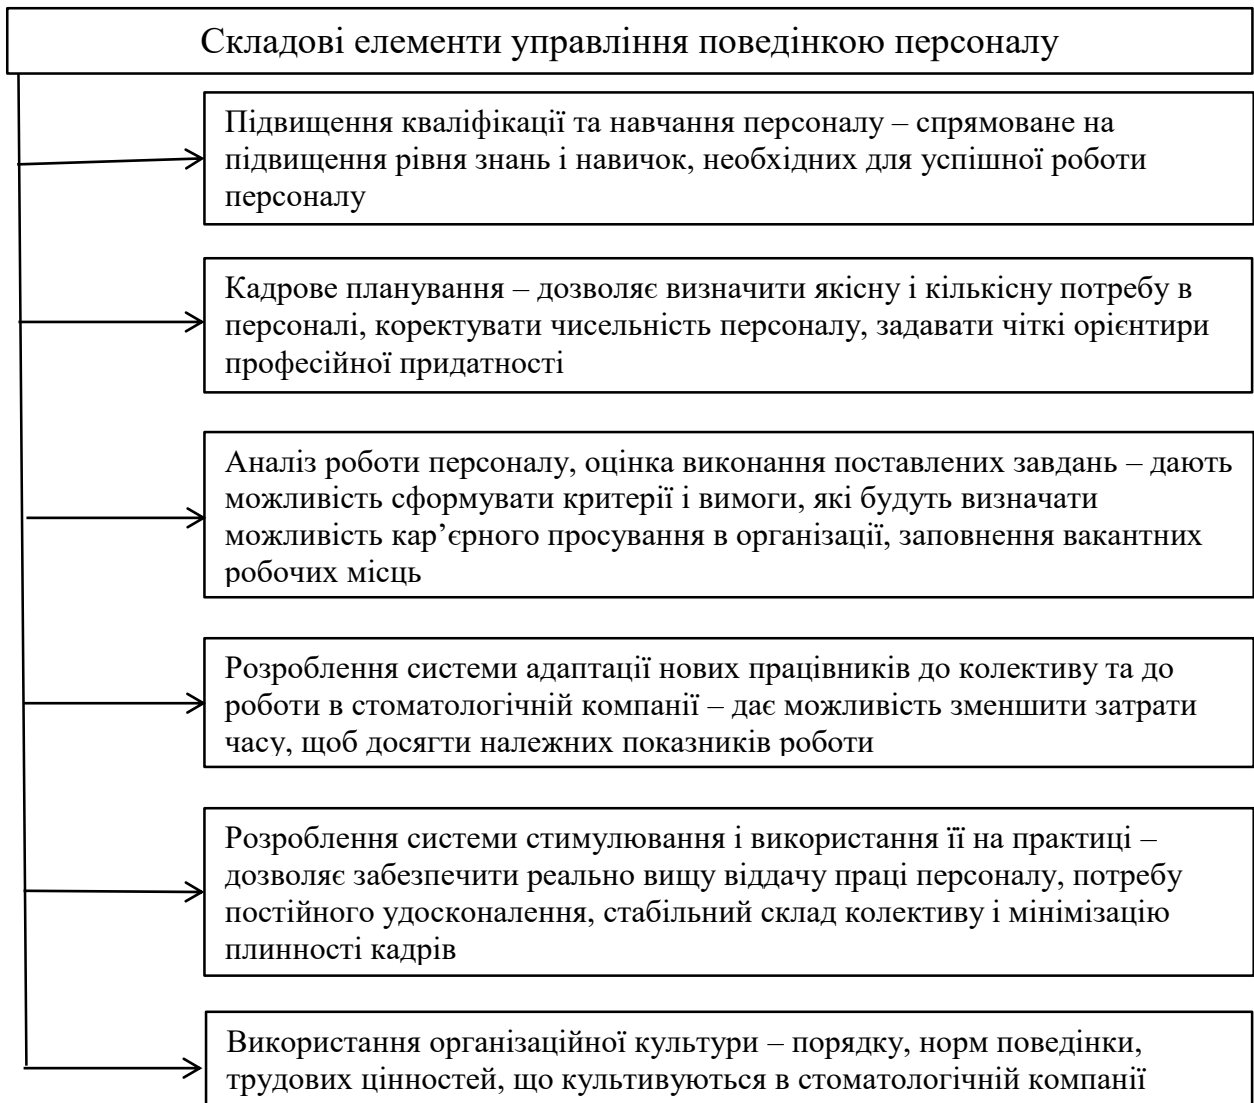 Складові елементи управління поведінкою персоналу
Підвищення кваліфікації та навчання персоналу – спрямоване на
підвищення рівня знань і навичок, необхідних для успішної роботи
персоналу
Кадрове планування – дозволяє визначити якісну і кількісну потребу в
персоналі, коректувати чисельність персоналу, задавати чіткі орієнтири
професійної придатності
Аналіз роботи персоналу, оцінка виконання поставлених завдань – дають
можливість сформувати критерії і вимоги, які будуть визначати
можливість кар’єрного просування в організації, заповнення вакантних
робочих місць
Розроблення системи адаптації нових працівників до колективу та до
роботи в стоматологічній компанії – дає можливість зменшити затрати
часу, щоб досягти належних показників роботи
Розроблення системи стимулювання і використання її на практиці –
дозволяє забезпечити реально вищу віддачу праці персоналу, потребу
постійного удосконалення, стабільний склад колективу і мінімізацію
плинності кадрів
Використання організаційної культури – порядку, норм поведінки,
трудових цінностей, що культивуються в стоматологічній компанії